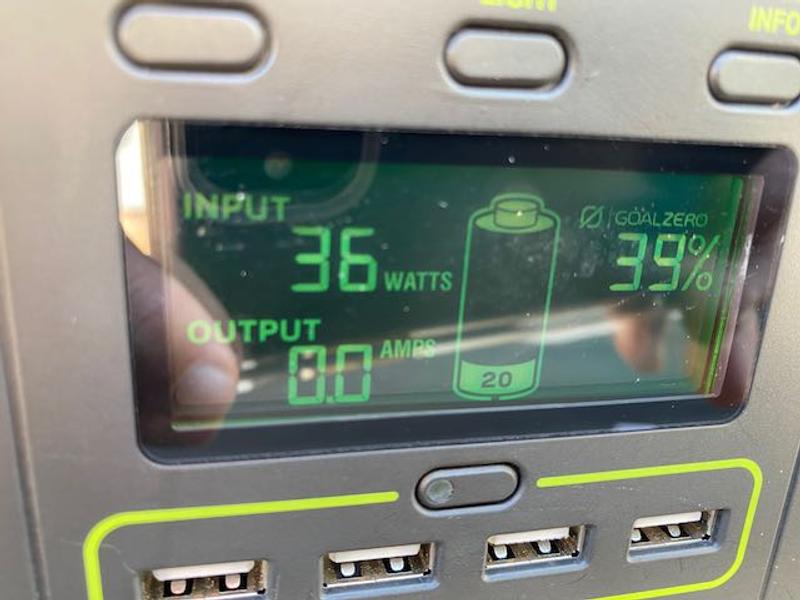 LIGHT
INFO
INPUT
36 WATTS
GOALZERO
39%
OUTPUT
0.0 AMPS
20